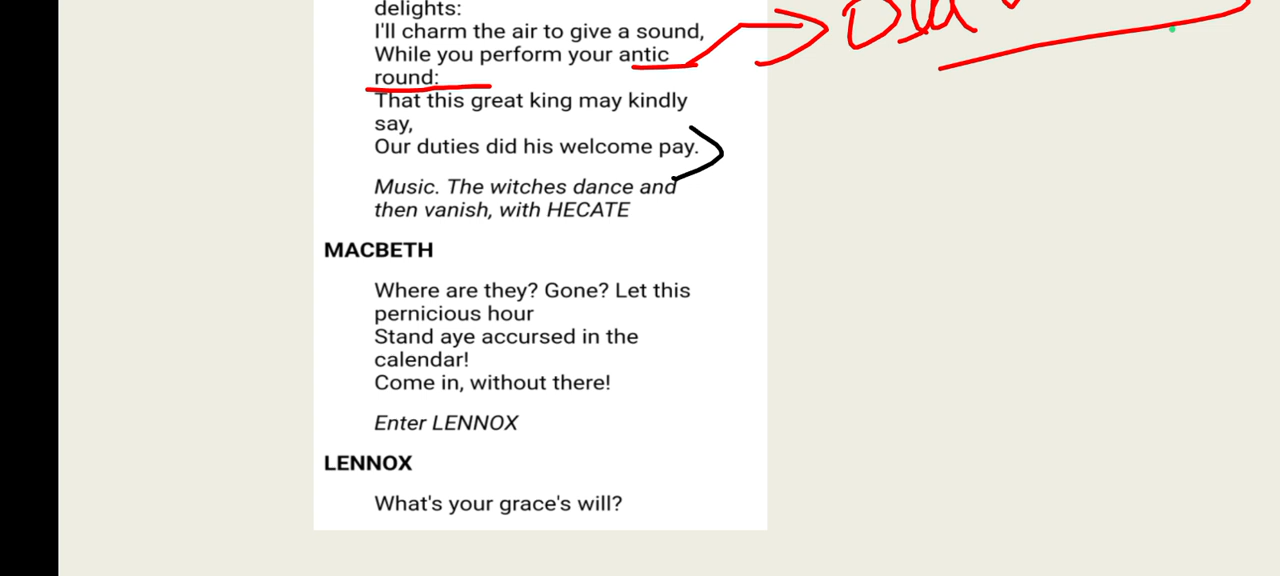 delights:
I'll charm the air to give a sound,
While you perform your antic
round:
Old
That this great king may kindly
say,
Our duties did his welcome pay.
Music. The witches dance and
then vanish, with HECATE
MACBETH
Where are they? Gone? Let this
pernicious hour
Stand aye accursed in the
calendar!
Come in, without there!
Enter LENNOX
LENNOX
What's your grace's will?